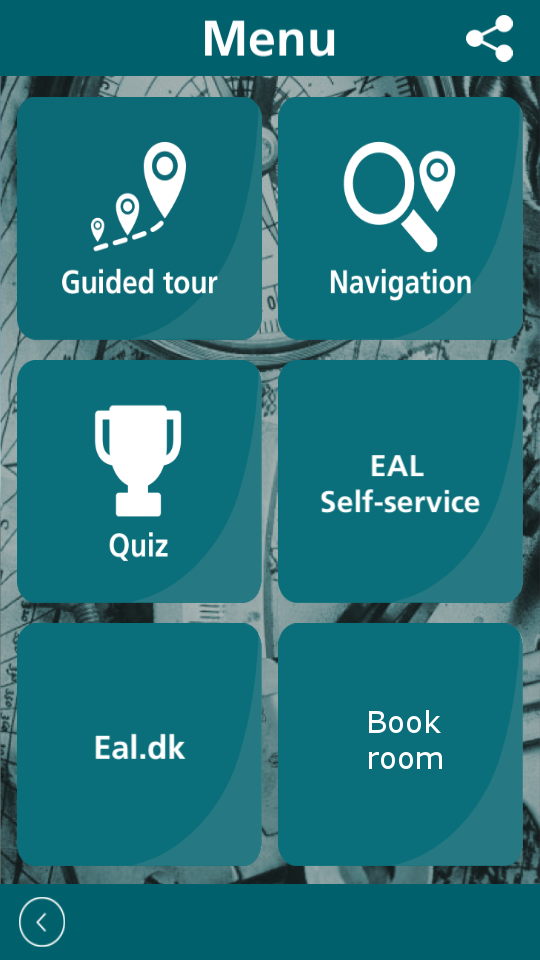 Menu
Guided tour
Navigation
Quiz
EAL
Self-service
Eal.dk
Book
room